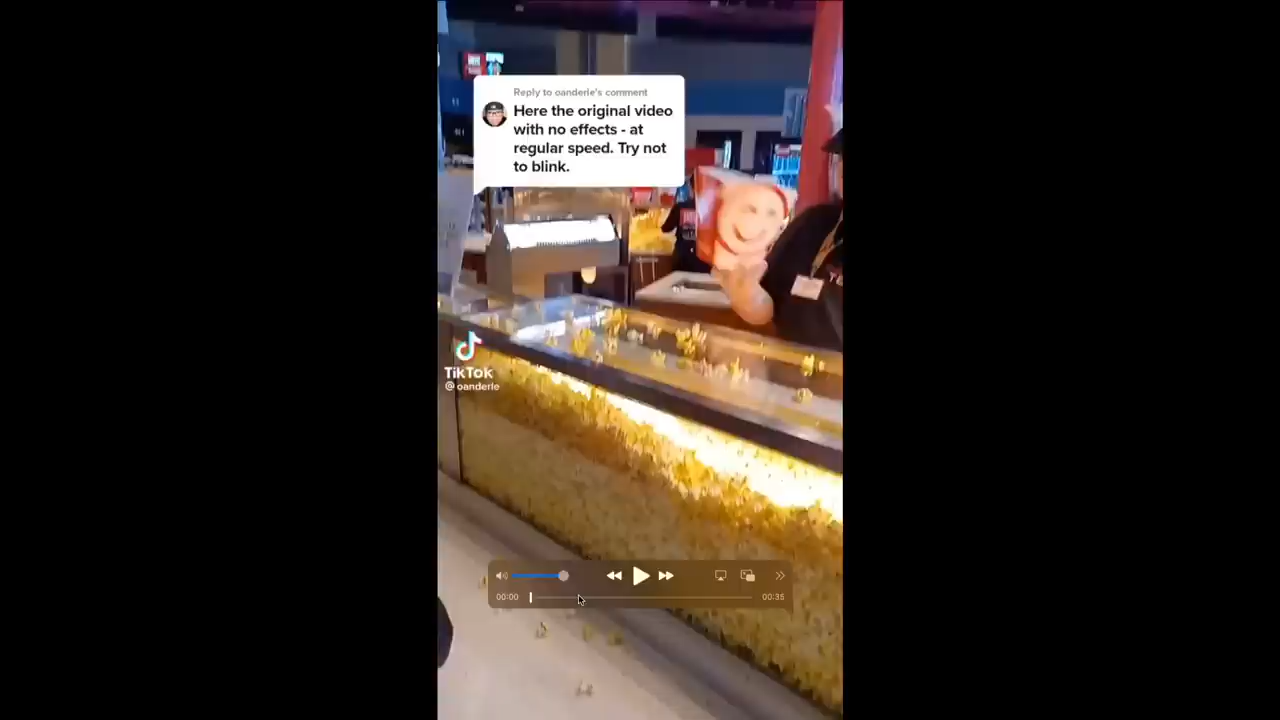 Reply to oanderle's comment
Here the original video
with no effects - at
regular speed. Try not
to blink.
TikTok
@oanderle
00:00
00:35